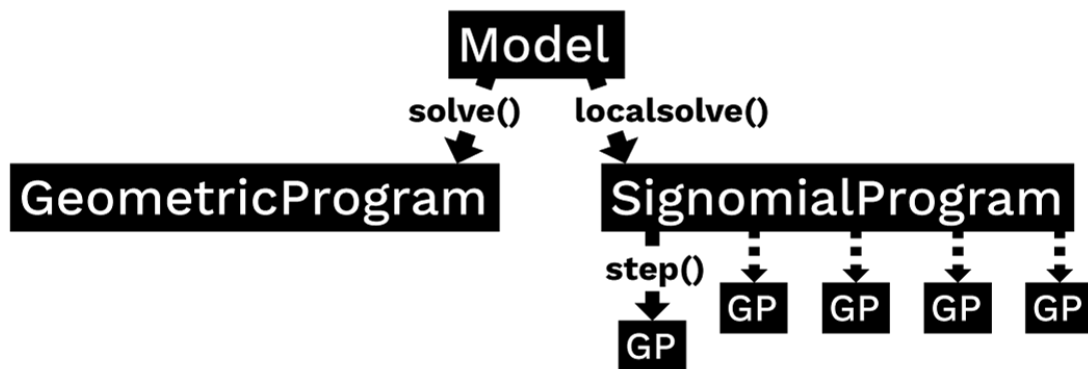 Model
solve() localsolve()
GeometricProgram SignomialProgram
step()
GP GP GP GP
GP